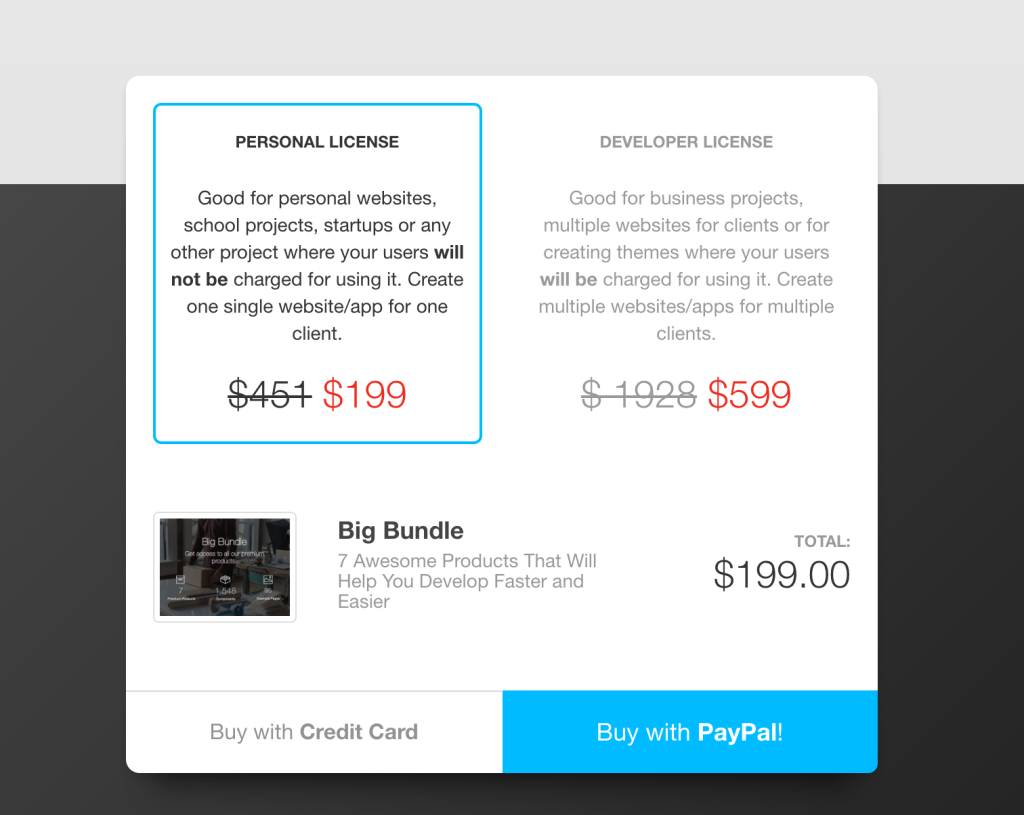 PERSONAL LICENSE
Good for personal websites,
school projects, startups or any
other project where your users will
not be charged for using it. Create
one single website/app for one
client.
$451 $199
DEVELOPER LICENSE
Good for business projects,
multiple websites for clients or for
creating themes where your users
will be charged for using it. Create
multiple websites/apps for multiple
clients.
$ 1928 $599
Big Bundle
Get access to all our premium
products
7
1,548
Components
Big Bundle
7 Awesome Products That Will
Help You Develop Faster and
Easier
TOTAL:
$199.00
Buy with Credit Card
Buy with PayPal!